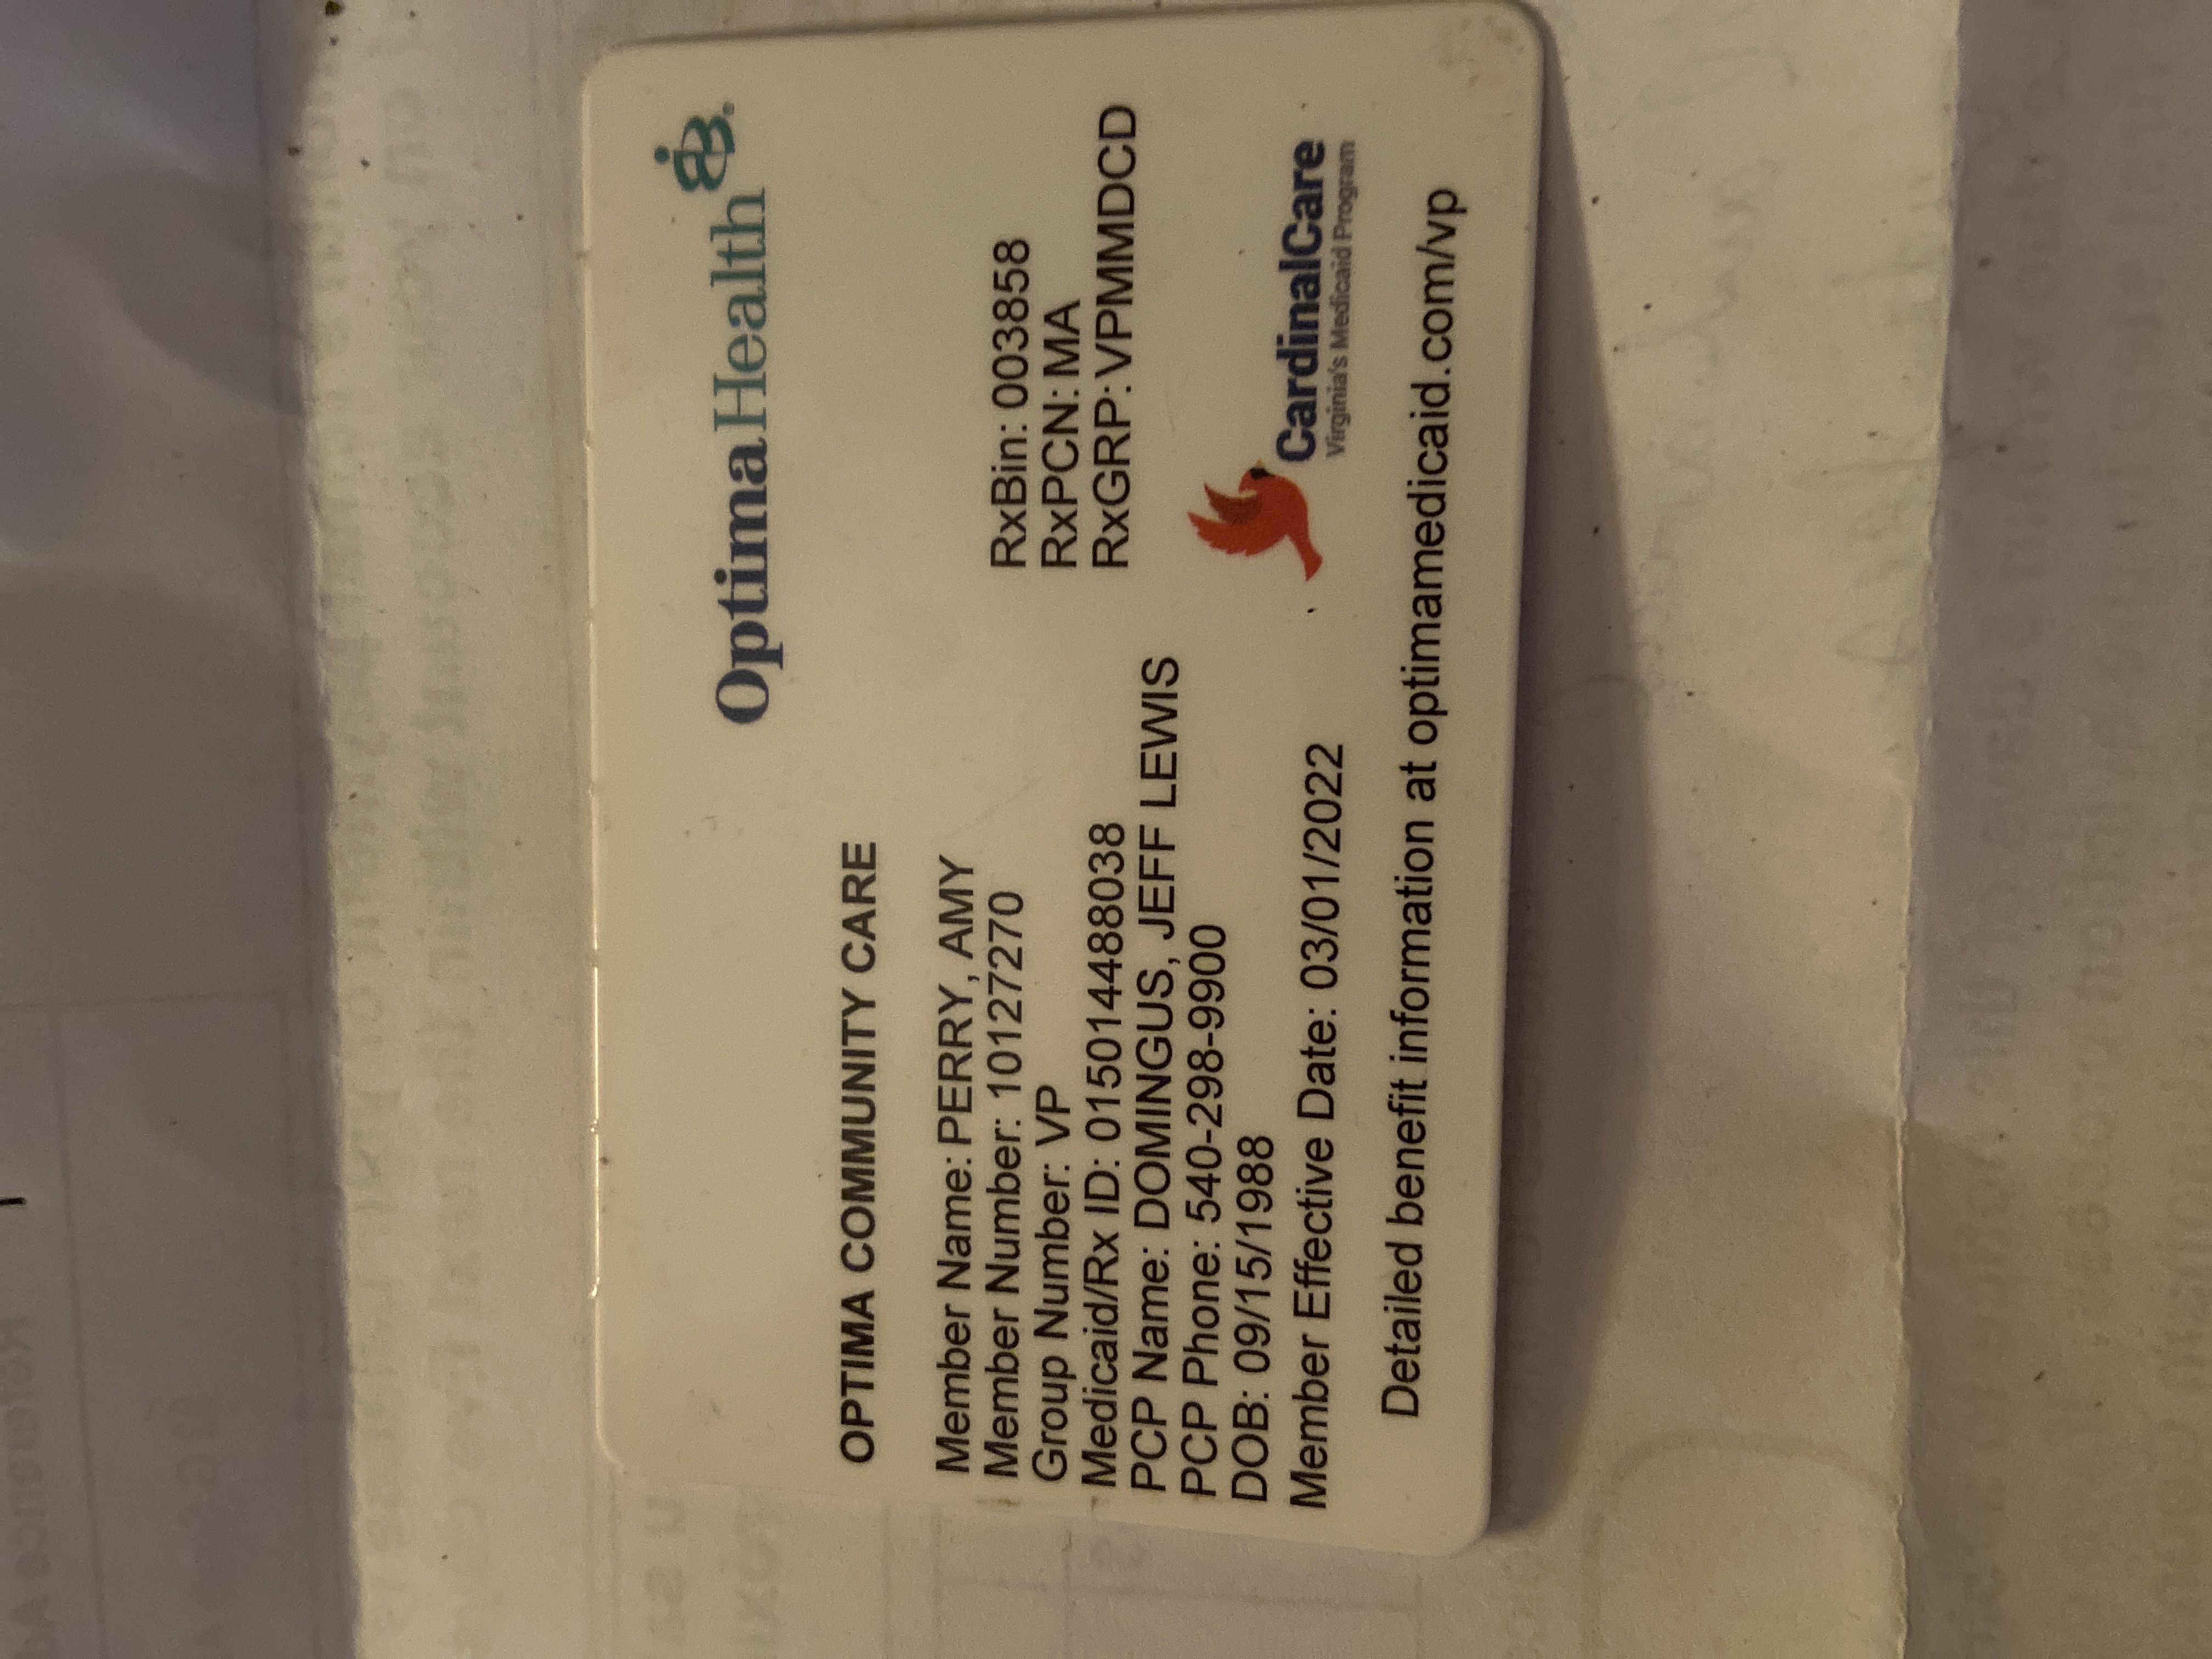 OptimaHealth
OPTIMA COMMUNITY CARE
Member Name: PERRY, AMY
Member Number: 10127270
Group Number: VP
Medicaid/Rx ID: 015014488038
PCP Name: DOMINGUS, JEFF LEWIS
PCP Phone: 540-298-9900
DOB: 09/15/1988
Member Effective Date: 03/01/2022
RxBin: 003858
RxPCN: MA
RxGRP: VPMMDCD
CardinalCare
Virginia's Medicaid Program
Detailed benefit information at optimamedicaid.com/vp